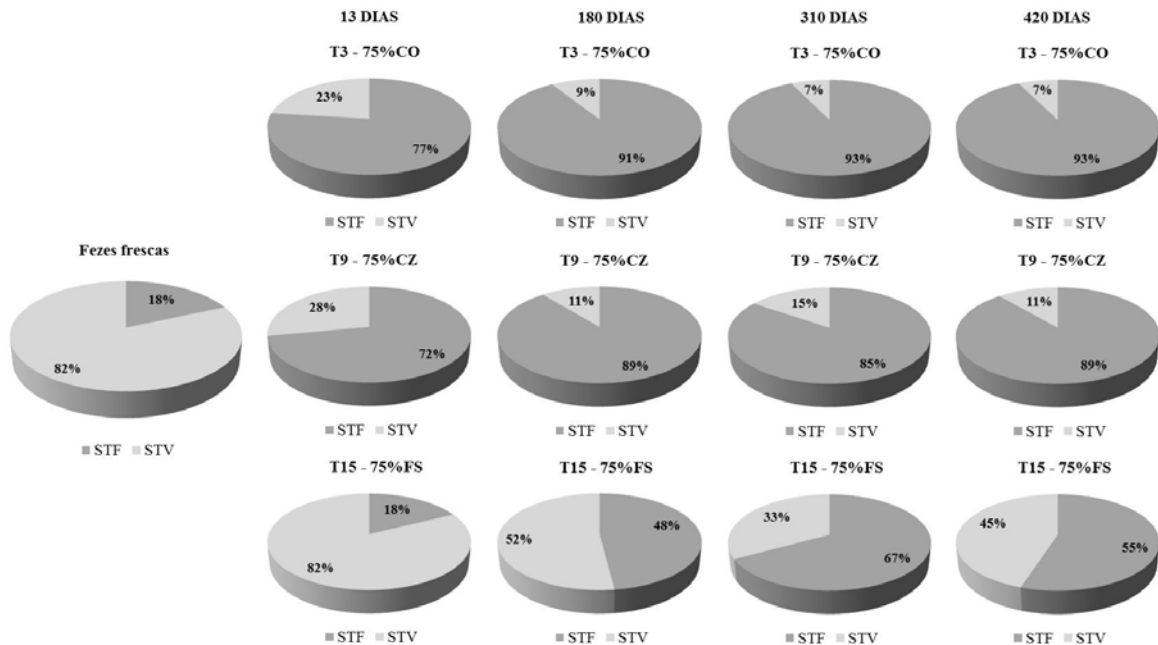 13 DIAS 180 DIAS 310 DIAS 420 DIAS
T3 - 75%CO T3 - 75%CO T3 - 75%CO T3 - 75%CO
23% 9% 7% 7%
77% 91% 93% 93%
STF STV STF STV STF STV STF STV
Fezes frescas
18%
82%
STF STV
T9 - 75%CZ T9 - 75%CZ T9 - 75%CZ T9 - 75%CZ
28% 11% 15% 11%
72% 89% 85% 89%
STF STV STF STV STF STV STF STV
T15 - 75%FS T15 - 75%FS T15 - 75%FS T15 - 75%FS
18% 48% 33% 45%
82% 52% 67% 55%
STF STV STF STV STF STV STF STV